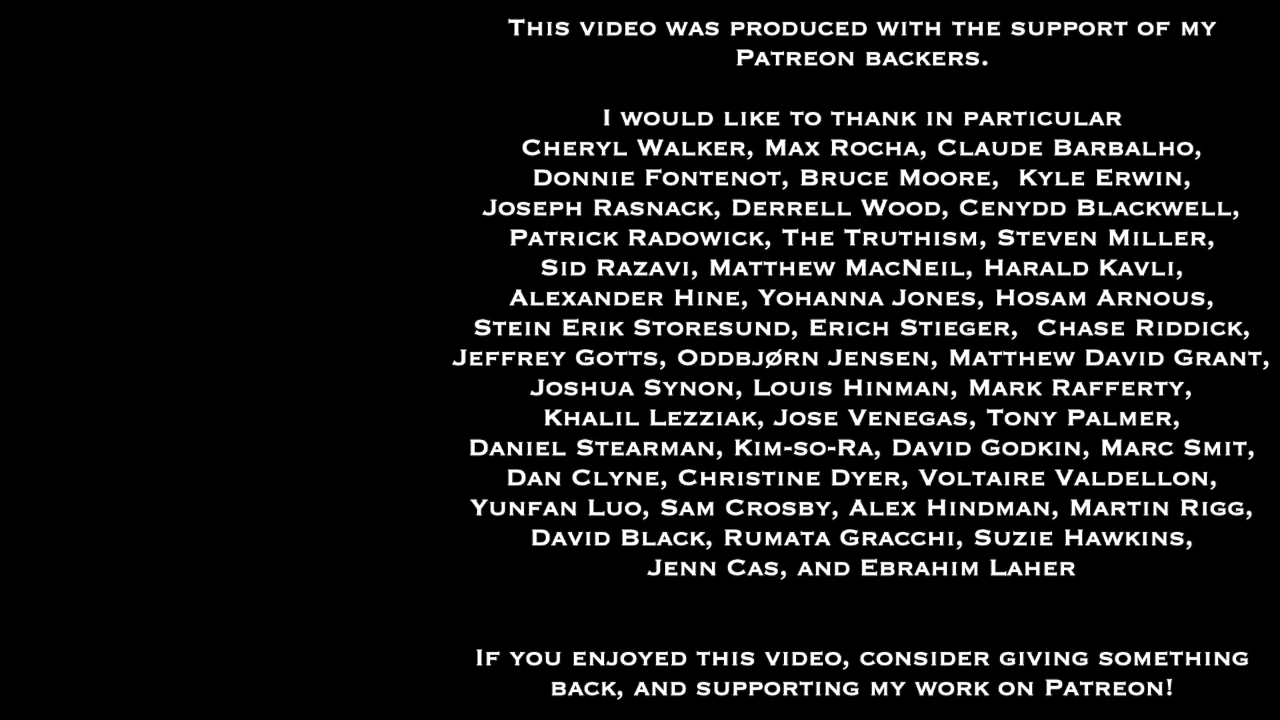 This video was produced with the support of my
Patreon backers.
I would like to thank in particular
Cheryl Walker, Max Rocha, Claude Barbalho,
Donnie Fontenot, Bruce Moore,  Kyle Erwin,
Joseph Rasnack, Derrell Wood, Cenydd Blackwell,
Patrick Radowick, The Truthism, Steven Miller,
Sid Razavi, Matthew MacNeil, Harald Kavli,
Alexander Hine, Yohanna Jones, Hosam Arnous,
Stein Erik Storesund, Erich Stieger,  Chase Riddick,
Jeffrey Gotts, Oddbjørn Jensen, Matthew David Grant,
Joshua Synon, Louis Hinman, Mark Rafferty,
Khalil Lezziak, Jose Venegas, Tony Palmer,
Daniel Stearman, Kim-so-Ra, David Godkin, Marc Smit,
Dan Clyne, Christine Dyer, Voltaire Valdellon,
Yunfan Luo, Sam Crosby, Alex Hindman, Martin Rigg,
David Black, Rumata Gracchi, Suzie Hawkins,
Jenn Cas, and Ebrahim Laher
If you enjoyed this video, consider giving something
back, and supporting my work on Patreon!